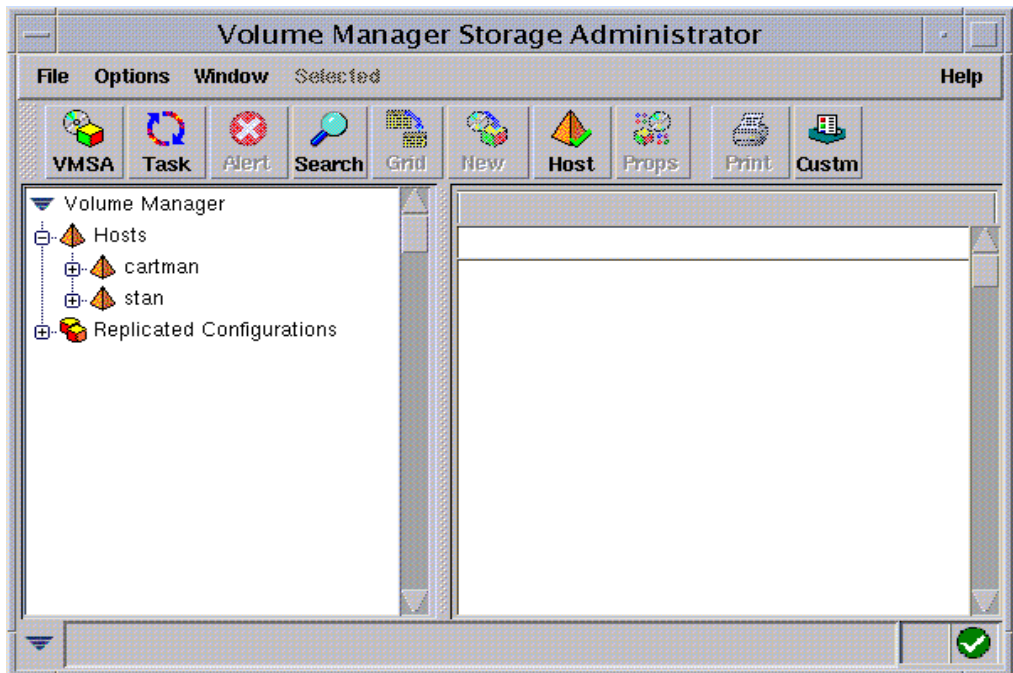 Volume Manager Storage Administrator
File Options Window Selected Help
VMSA Task Alert Search Grid New Host Props Print Custm
Volume Manager
Hosts
cartman
stan
Replicated Configurations